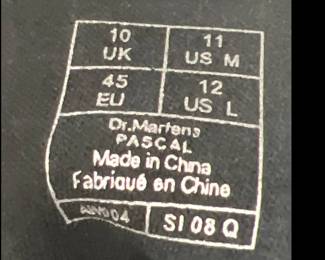 10 11
UK US M
45 12
EU US L
Dr.Martens
PASCAL
Made in China
Fabriqué en Chine
SI 08 Q